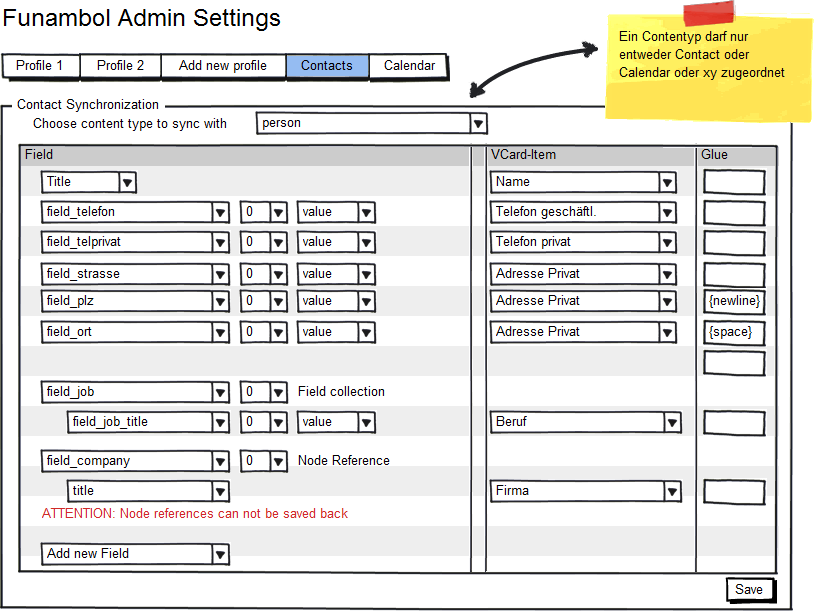 Funambol Admin Settings
Ein Contentyp darf nur
entweder Contact oder
Calendar oder xy zugeordnet
Profile 1 Profile 2 Add new profile Contacts Calendar
Contact Synchronization
Choose content type to sync with person
Field VCard-Item Glue
Title Name
field_telefon 0 value Telefon geschäftl.
field_telprivat 0 value Telefon privat
field_strasse 0 value Adresse Privat
field_plz 0 value Adresse Privat {newline}
field_ort 0 value Adresse Privat {space}
field_job 0 Field collection
field_job_title 0 value Beruf
field_company 0 Node Reference
title Firma
ATTENTION: Node references can not be saved back
Add new Field
Save